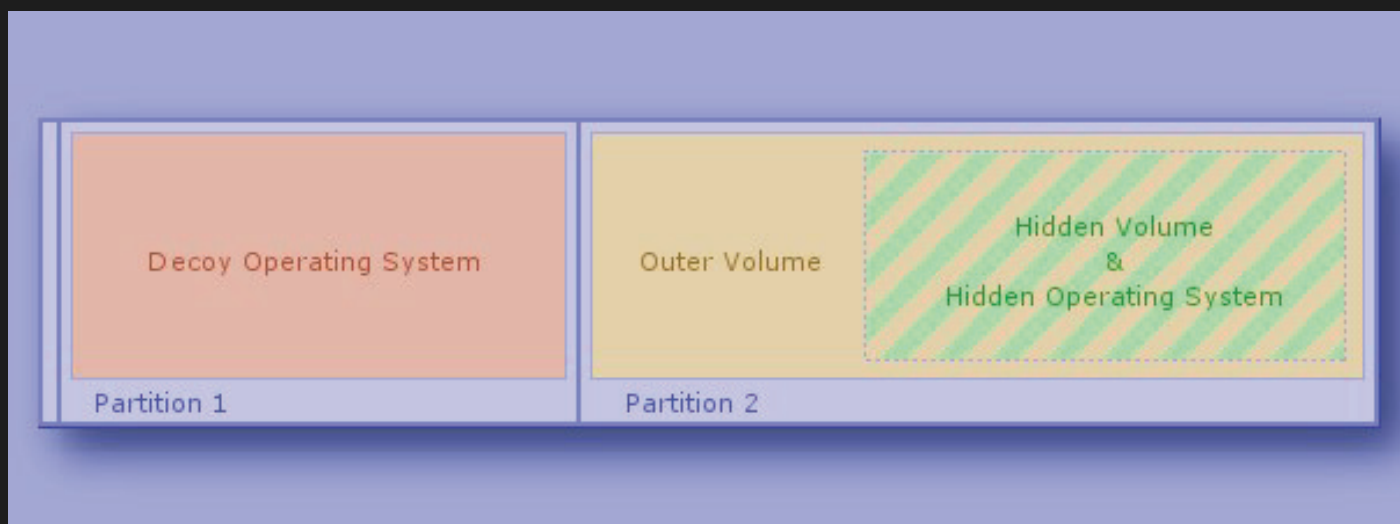 Decoy Operating System
Outer Volume
Hidden Volume
&
Hidden Operating System
Partition 1
Partition 2